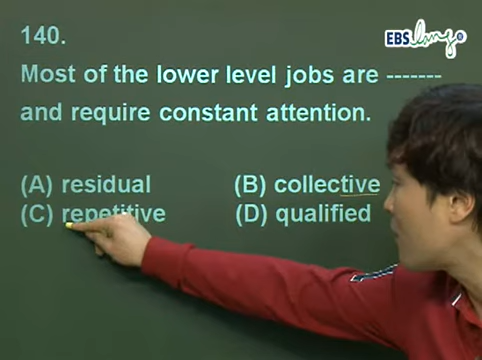 140.
EBSlang
Most of the lower level jobs are -------
and require constant attention.
(A) residual (B) collective
(C) repetitive (D) qualified